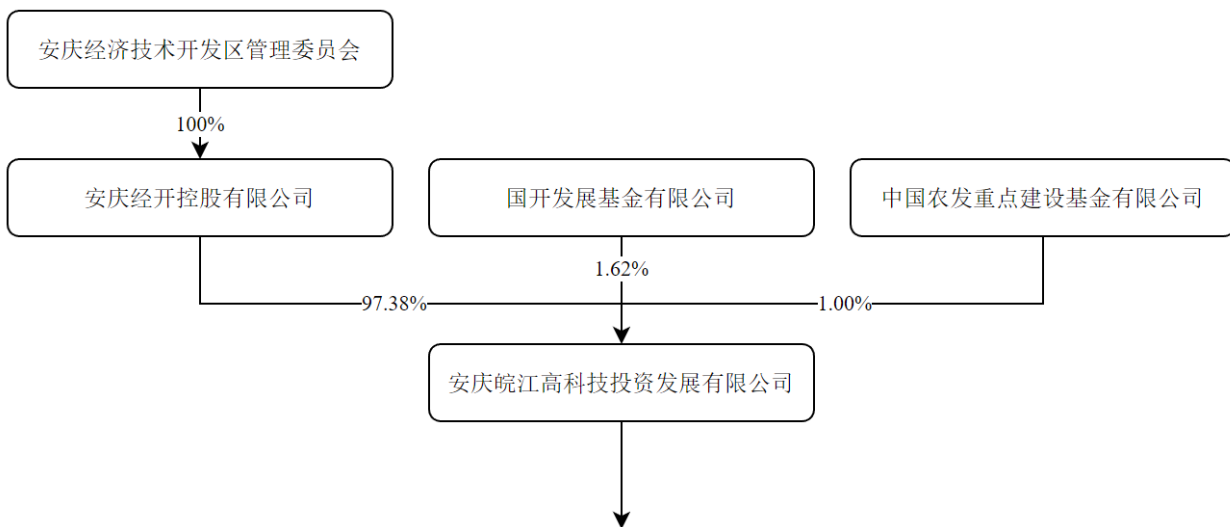 安庆经济技术开发区管理委员会
100%
安庆经开控股有限公司
国开发展基金有限公司
中国农发重点建设基金有限公司
1.62%
97.38%
1.00%
安庆皖江高科技投资发展有限公司